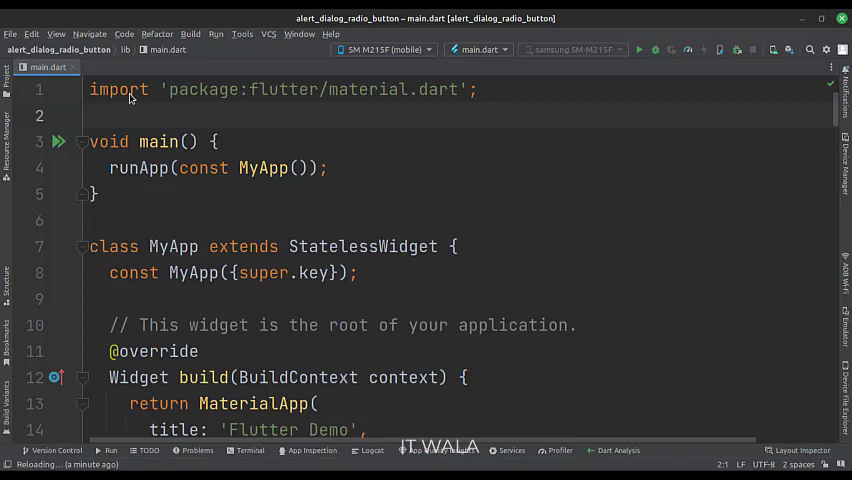 alert_dialog_radio_button – main.dart [alert_dialog_radio_button]
File Edit View Navigate Code Refactor Build Run Tools VCS Window Help
alert_dialog_radio_button lib main.dart SM M215F (mobile) main.dart samsung SM-M215F
main.dart
Project
Resource Manager
Structure
Bookmarks
Build Variants
1 import 'package:flutter/material.dart';
2
3 void main() {
4 runApp(const MyApp());
5 }
6
7 class MyApp extends StatelessWidget {
8 const MyApp({super.key});
9
10 // This widget is the root of your application.
11 @override
12 Widget build(BuildContext context) {
13 return MaterialApp(
14 title: 'Flutter Demo',
Notifications
Device Manager
ADB Wi-Fi
Emulator
Device File Explorer
IT WALA
Version Control Run TODO Problems Terminal App Inspection Logcat App Quality Insights Services Profiler Dart Analysis Layout Inspector
Reloading... (a minute ago) 2:1 LF UTF-8 2 spaces